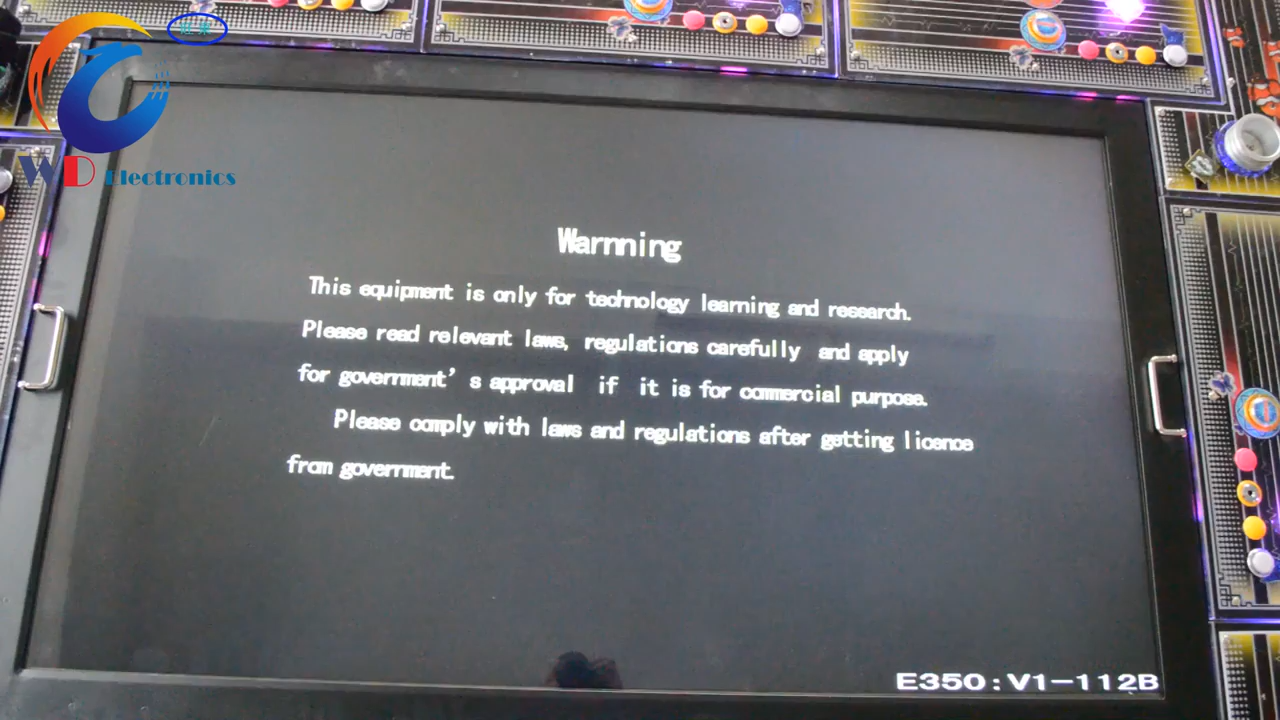 WD Electronics
Warnning
This equipment is only for technology learning and research.
Please read relevant laws, regulations carefully and apply
for government's approval if it is for commercial purpose.
Please comply with laws and regulations after getting licence
from government.
E350:V1-112B